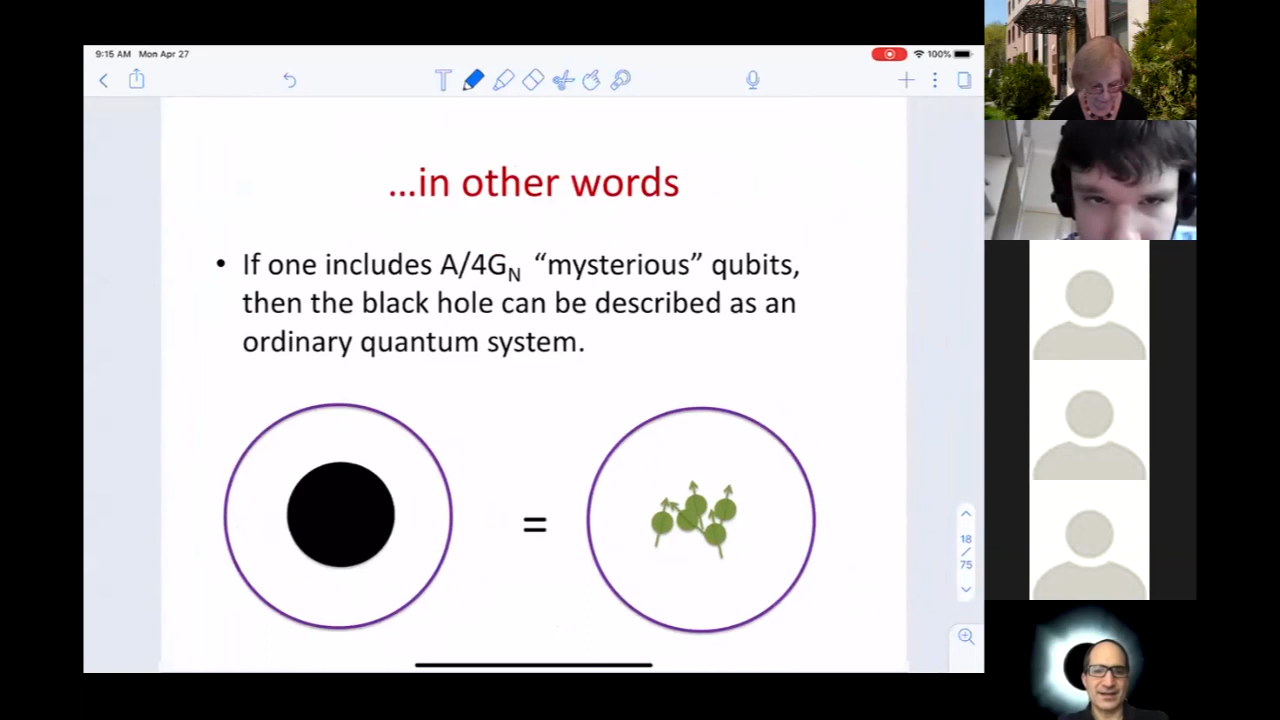 9:15 AM Mon Apr 27
100%
T
...in other words
• If one includes A/4G_N “mysterious” qubits,
then the black hole can be described as an
ordinary quantum system.
=
18
/
75